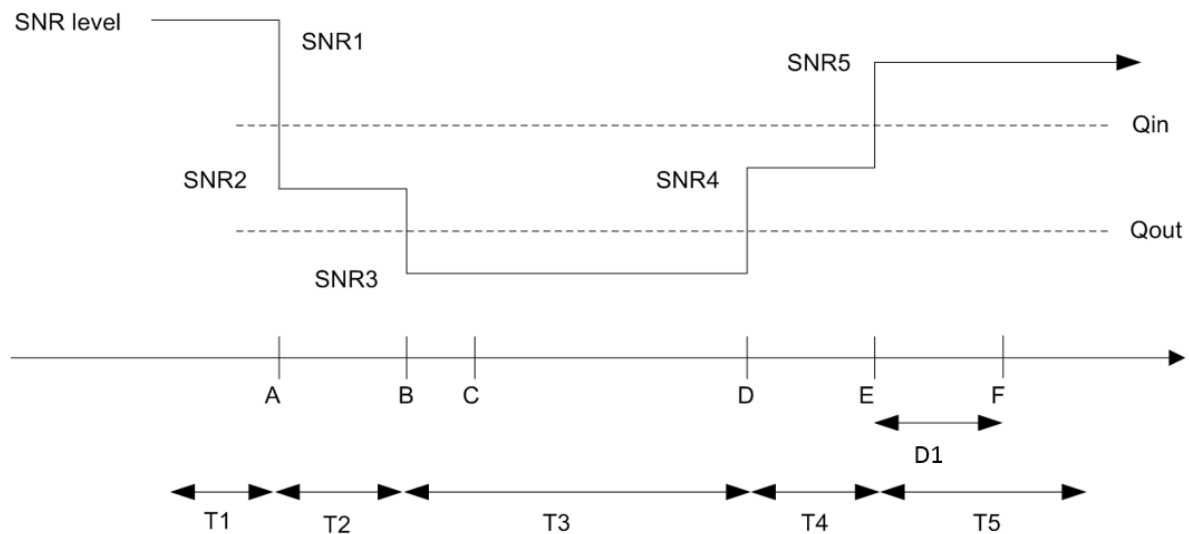 SNR level
SNR1
SNR5
Qin
SNR2
SNR4
Qout
SNR3
A B C D E F
D1
T1 T2 T3 T4 T5